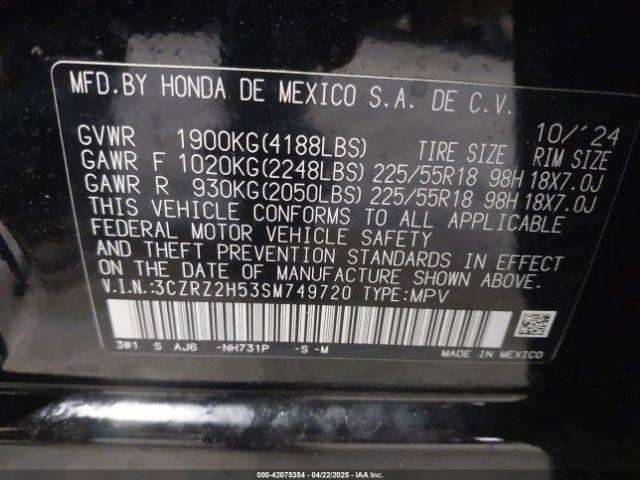 MFD.BY HONDA DE MEXICO S.A. DE C.V.
10/'24
GVWR 1900KG(4188LBS) TIRE SIZE RIM SIZE
GAWR F 1020KG(2248LBS) 225/55R18 98H 18X7.0J
GAWR R 930KG(2050LBS) 225/55R18 98H 18X7.0J
THIS VEHICLE CONFORMS TO ALL APPLICABLE
FEDERAL MOTOR VEHICLE SAFETY
AND THEFT PREVENTION STANDARDS IN EFFECT
ON THE DATE OF MANUFACTURE SHOWN ABOVE.
V.I.N.:3CZRZ2H53SM749720 TYPE:MPV
3W1 S AJ6 -NH731P -S -M
MADE IN MEXICO
000-42075354 | 04/22/2025 - IAA, Inc.